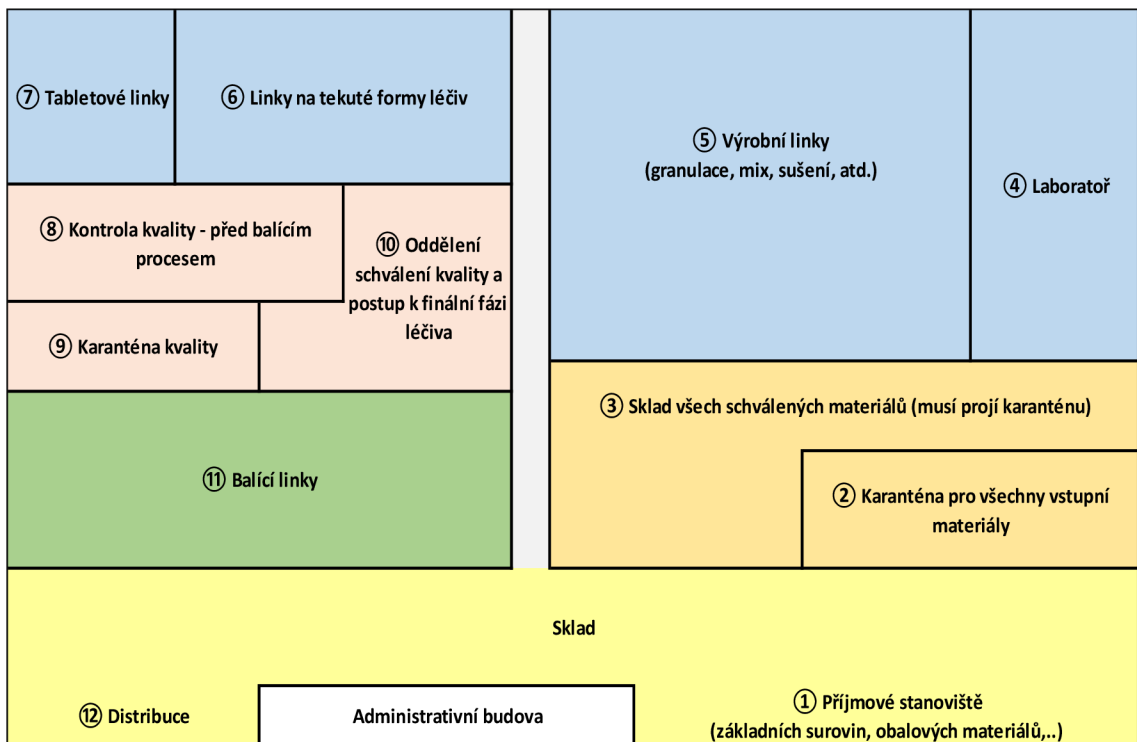 ⑦ Tabletové linky
⑥ Linky na tekuté formy léčiv
⑤ Výrobní linky
(granulace, mix, sušení, atd.)
④ Laboratoř
⑧ Kontrola kvality - před balícím
procesem
⑩ Oddělení
schválení kvality a
postup k finální fázi
léčiva
⑨ Karanténa kvality
③ Sklad všech schválených materiálů (musí projí karanténu)
② Karanténa pro všechny vstupní
materiály
⑪ Balící linky
Sklad
⑫ Distribuce
Administrativní budova
① Příjmové stanoviště
(základních surovin, obalových materiálů,..)